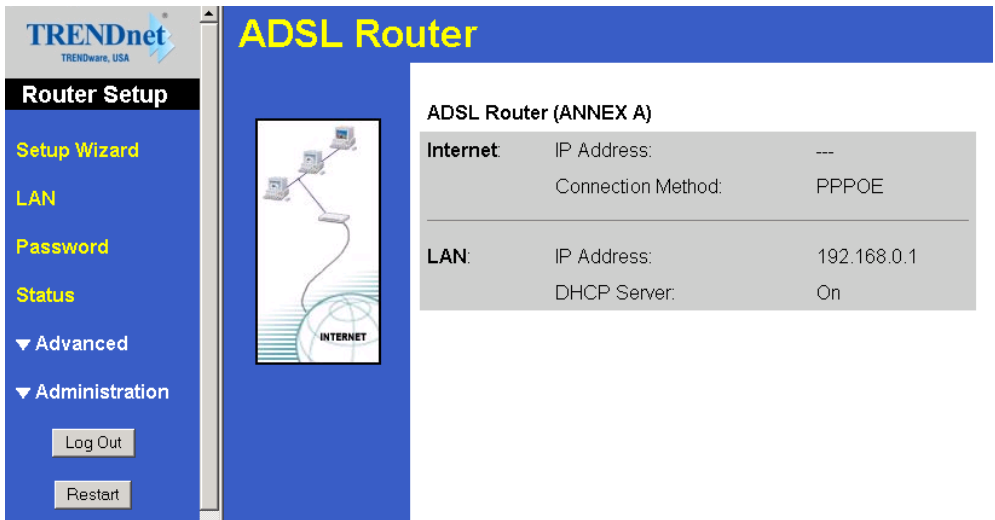 TRENDnet®
TRENDware, USA
Router Setup
Setup Wizard
LAN
Password
Status
▼ Advanced
▼ Administration
Log Out
Restart
ADSL Router
INTERNET
ADSL Router (ANNEX A)
Internet: IP Address: ---
Connection Method: PPPOE
LAN: IP Address: 192.168.0.1
DHCP Server: On